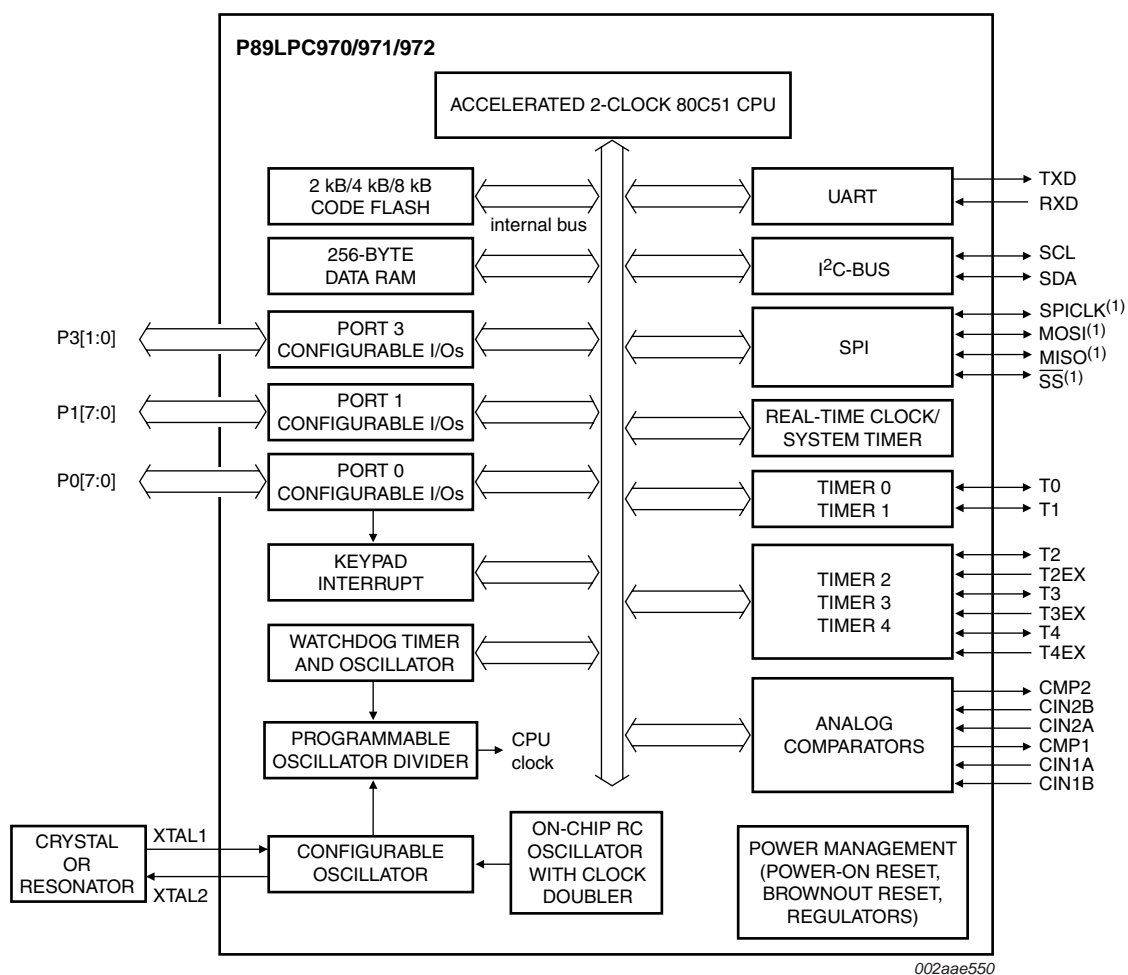 P89LPC970/971/972
ACCELERATED 2-CLOCK 80C51 CPU
2 kB/4 kB/8 kB
CODE FLASH
internal bus
256-BYTE
DATA RAM
P3[1:0]
PORT 3
CONFIGURABLE I/Os
P1[7:0]
PORT 1
CONFIGURABLE I/Os
P0[7:0]
PORT 0
CONFIGURABLE I/Os
KEYPAD
INTERRUPT
WATCHDOG TIMER
AND OSCILLATOR
PROGRAMMABLE
OSCILLATOR DIVIDER
CPU
clock
CRYSTAL
OR
RESONATOR
XTAL1
XTAL2
CONFIGURABLE
OSCILLATOR
ON-CHIP RC
OSCILLATOR
WITH CLOCK
DOUBLER
UART
TXD
RXD
I²C-BUS
SCL
SDA
SPI
SPICLK(1)
MOSI(1)
MISO(1)
S̅S̅(1)
REAL-TIME CLOCK/
SYSTEM TIMER
TIMER 0
TIMER 1
T0
T1
TIMER 2
TIMER 3
TIMER 4
T2
T2EX
T3
T3EX
T4
T4EX
ANALOG
COMPARATORS
CMP2
CIN2B
CIN2A
CMP1
CIN1A
CIN1B
POWER MANAGEMENT
(POWER-ON RESET,
BROWNOUT RESET,
REGULATORS)
002aae550